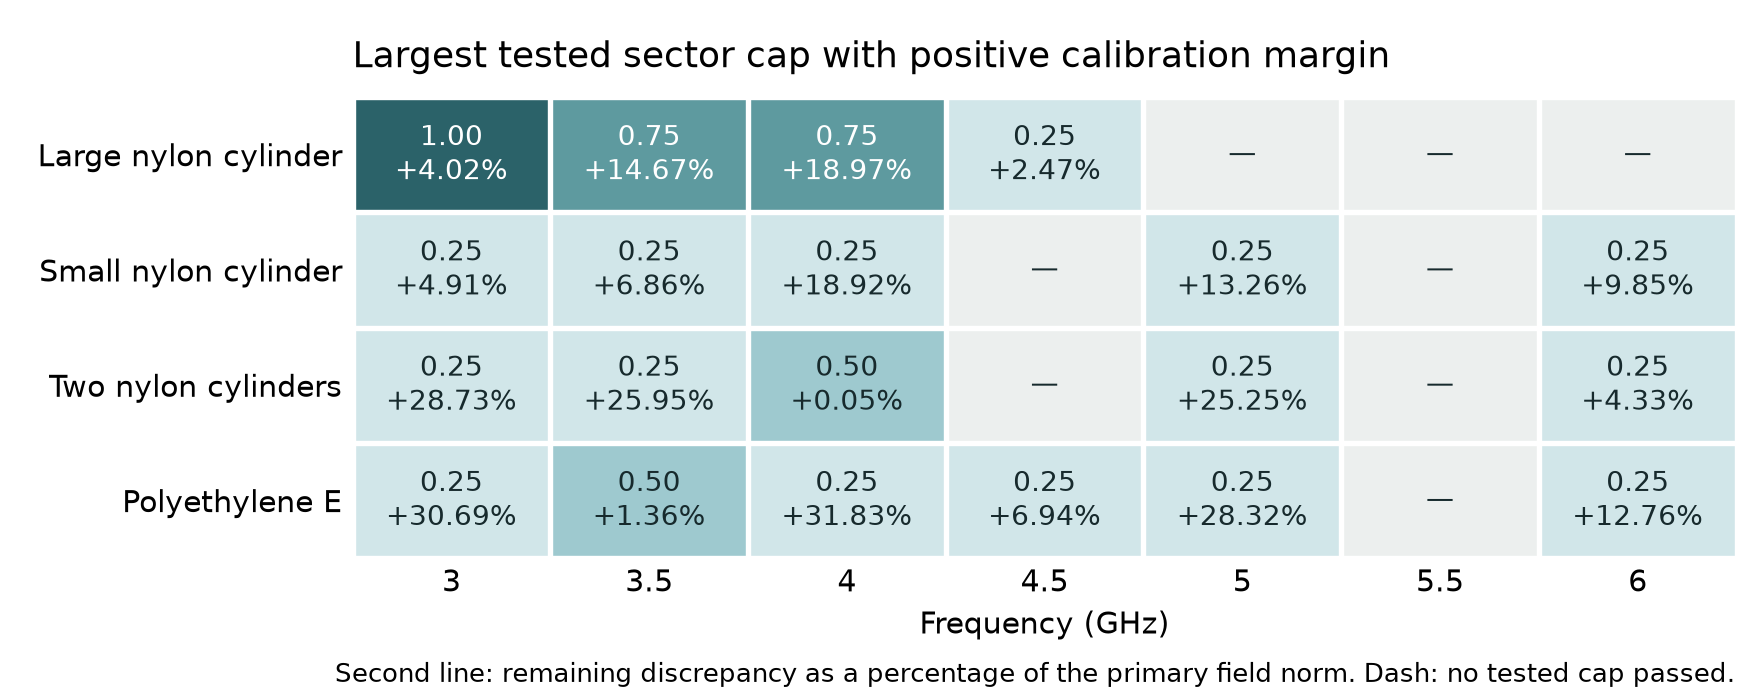 Largest tested sector cap with positive calibration margin
Large nylon cylinder
1.00 0.75 0.75 0.25
+4.02% +14.67% +18.97% +2.47% — — —
Small nylon cylinder
0.25 0.25 0.25 0.25 0.25
+4.91% +6.86% +18.92% — +13.26% — +9.85%
Two nylon cylinders
0.25 0.25 0.50 0.25 0.25
+28.73% +25.95% +0.05% — +25.25% — +4.33%
Polyethylene E
0.25 0.50 0.25 0.25 0.25 0.25
+30.69% +1.36% +31.83% +6.94% +28.32% — +12.76%
3 3.5 4 4.5 5 5.5 6
Frequency (GHz)
Second line: remaining discrepancy as a percentage of the primary field norm. Dash: no tested cap passed.